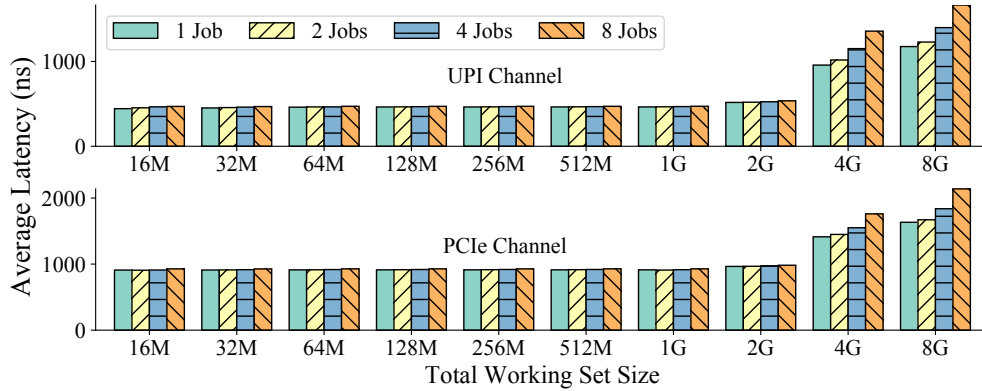 1 Job 2 Jobs 4 Jobs 8 Jobs
Average Latency (ns)
1000
0
UPI Channel
16M 32M 64M 128M 256M 512M 1G 2G 4G 8G
2000
1000
0
PCIe Channel
16M 32M 64M 128M 256M 512M 1G 2G 4G 8G
Total Working Set Size